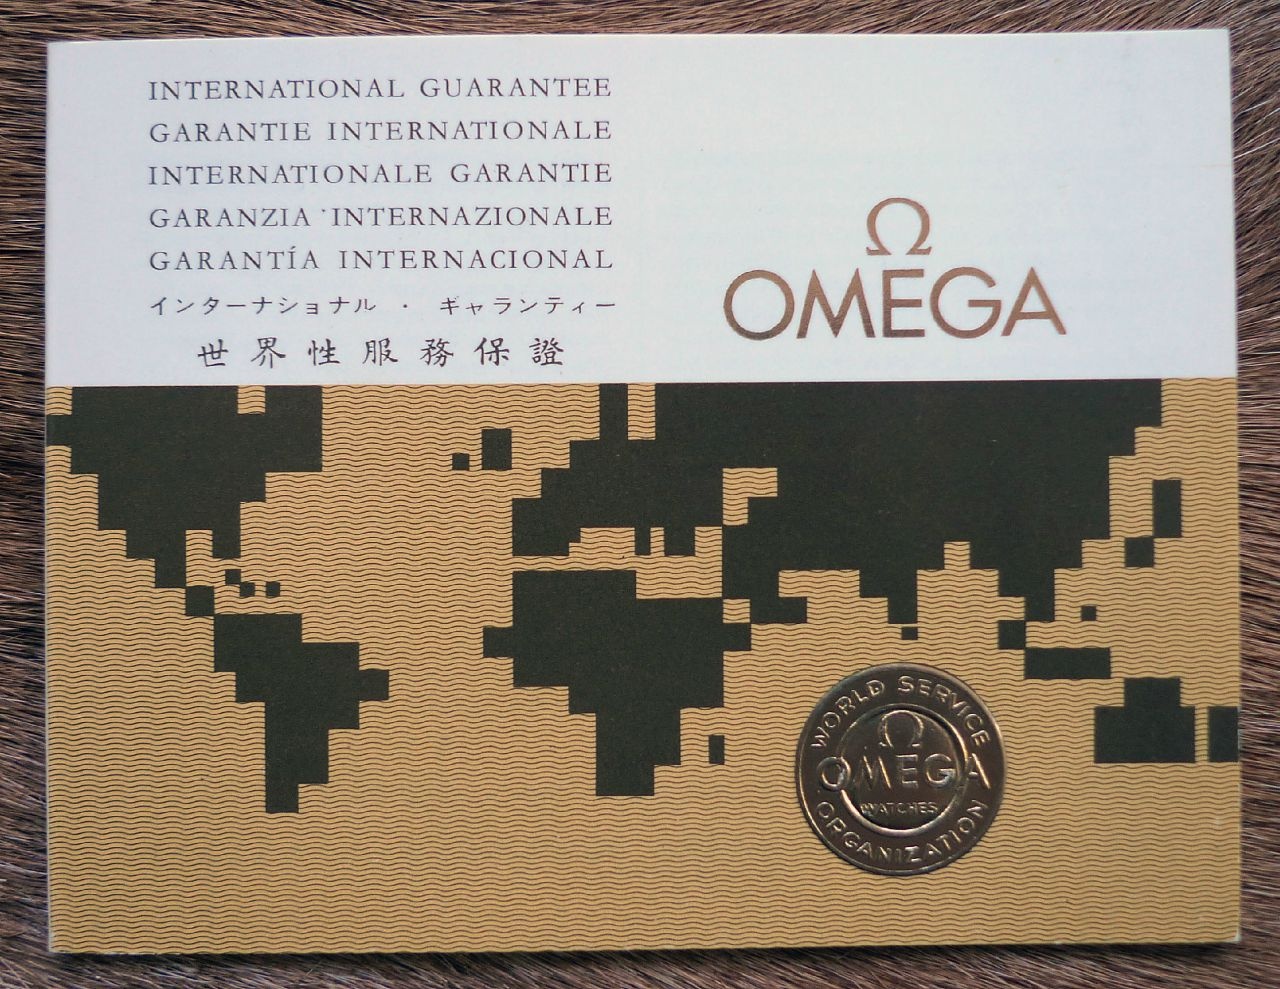 INTERNATIONAL GUARANTEE
GARANTIE INTERNATIONALE
INTERNATIONALE GARANTIE
GARANZIA INTERNAZIONALE
GARANTÍA INTERNACIONAL
インターナショナル · ギャランティー
世界性服務保證
Ω
OMEGA
WORLD SERVICE
Ω
OMEGA
WATCHES
ORGANIZATION